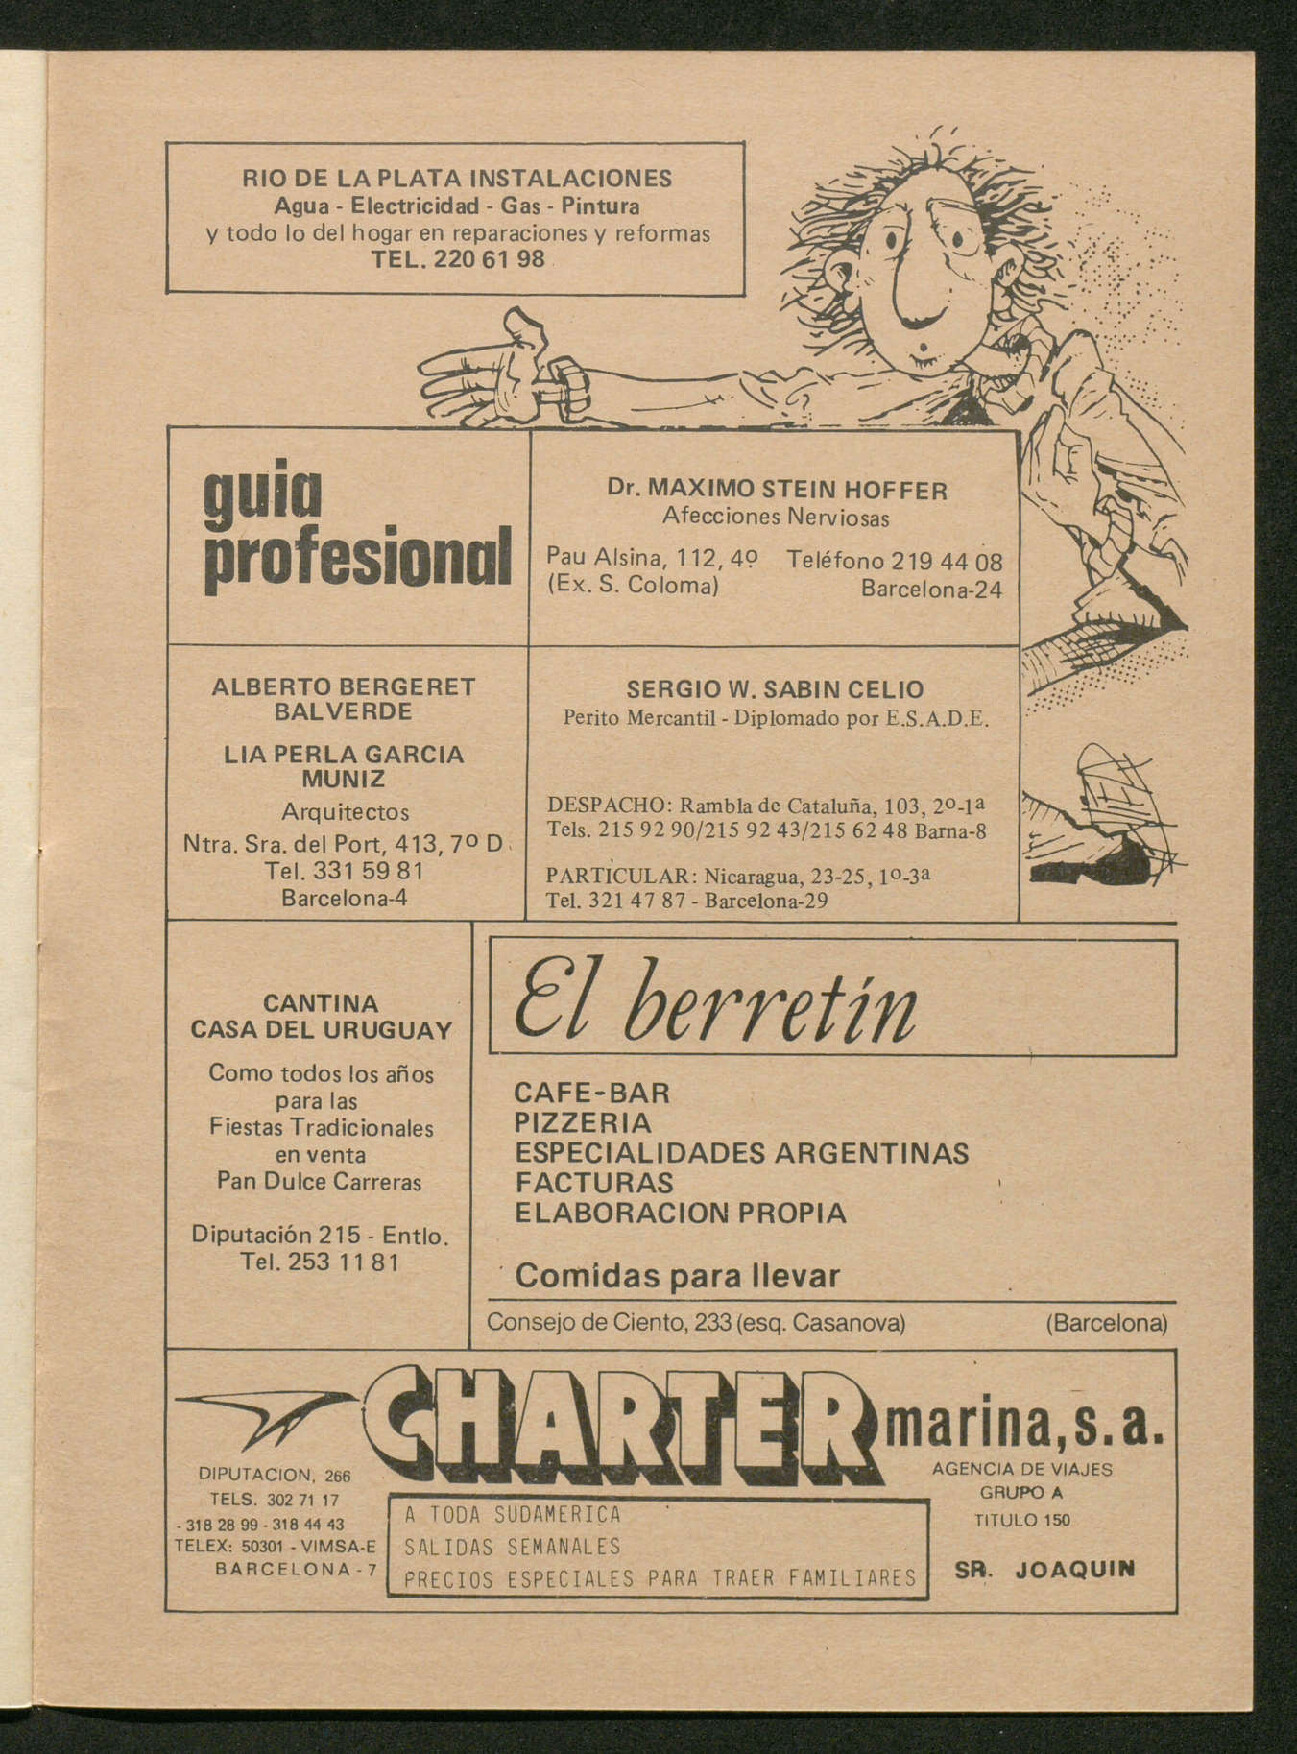 RIO DE LA PLATA INSTALACIONES
Agua - Electricidad - Gas - Pintura
y todo lo del hogar en reparaciones y reformas
TEL. 220 61 98
guia
profesional
Dr. MAXIMO STEIN HOFFER
Afecciones Nerviosas
Pau Alsina, 112, 4º Teléfono 219 44 08
(Ex. S. Coloma) Barcelona-24
ALBERTO BERGERET
BALVERDE
LIA PERLA GARCIA
MUNIZ
Arquitectos
Ntra. Sra. del Port, 413, 7º D.
Tel. 331 59 81
Barcelona-4
SERGIO W. SABIN CELIO
Perito Mercantil - Diplomado por E.S.A.D.E.
DESPACHO: Rambla de Cataluña, 103, 2º-1ª
Tels. 215 92 90/215 92 43/215 62 48 Barna-8
PARTICULAR: Nicaragua, 23-25, 1º-3ª
Tel. 321 47 87 - Barcelona-29
CANTINA
CASA DEL URUGUAY
Como todos los años
para las
Fiestas Tradicionales
en venta
Pan Dulce Carreras
Diputación 215 - Entlo.
Tel. 253 11 81
El berretín
CAFE-BAR
PIZZERIA
ESPECIALIDADES ARGENTINAS
FACTURAS
ELABORACION PROPIA
Comidas para llevar
Consejo de Ciento, 233 (esq. Casanova) (Barcelona)
CHARTER marina, s.a.
DIPUTACION, 266
TELS. 302 71 17
- 318 28 99 - 318 44 43
TELEX: 50301 - VIMSA-E
BARCELONA - 7
A TODA SUDAMERICA
SALIDAS SEMANALES
PRECIOS ESPECIALES PARA TRAER FAMILIARES
AGENCIA DE VIAJES
GRUPO A
TITULO 150
SR. JOAQUIN